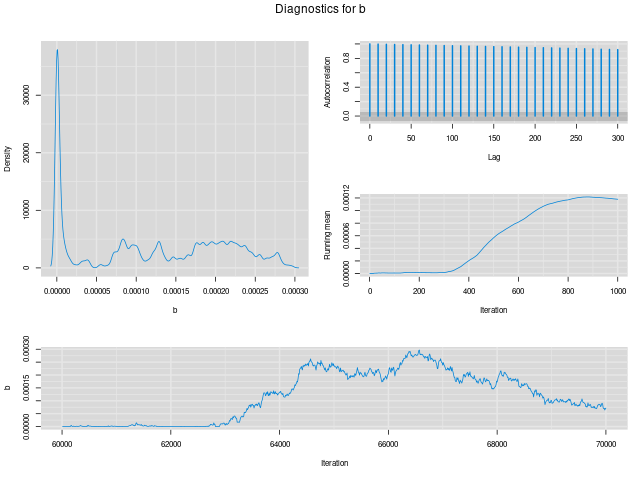 Diagnostics for b
Density
0 10000 20000 30000
0.00000 0.00005 0.00010 0.00015 0.00020 0.00025 0.00030
b
Autocorrelation
0.0 0.4 0.8
0 50 100 150 200 250 300
Lag
Running mean
0.00000 0.00006 0.00012
0 200 400 600 800 1000
Iteration
b
0.00000 0.00015 0.00030
60000 62000 64000 66000 68000 70000
Iteration